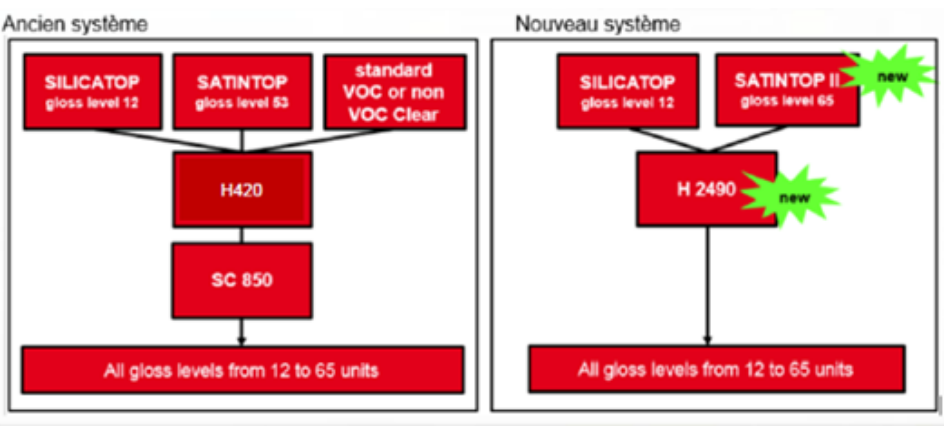 Ancien système
SILICATOP
gloss level 12
SATINTOP
gloss level 53
standard
VOC or non
VOC Clear
H420
SC 850
All gloss levels from 12 to 65 units
Nouveau système
SILICATOP
gloss level 12
SATINTOP II
gloss level 65
new
H 2490
new
All gloss levels from 12 to 65 units